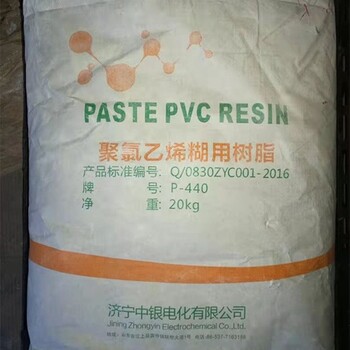 PASTE PVC RESIN
聚氯乙烯糊用树脂
产品标准编号: Q/0830ZYC001-2016
牌 号: P-440
净 重: 20kg
济宁中银电化有限公司
Jining Zhongyin Electrochemical Co.,Ltd.